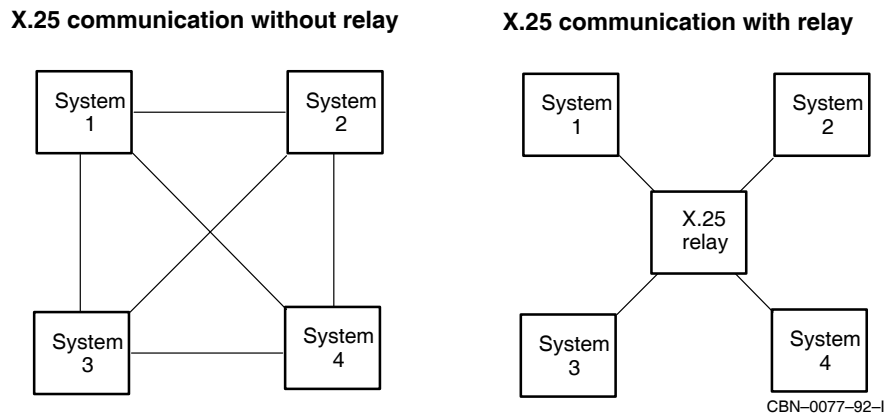 X.25 communication without relay
X.25 communication with relay
System
1
System
2
System
3
System
4
System
1
System
2
X.25
relay
System
3
System
4
CBN–0077–92–I